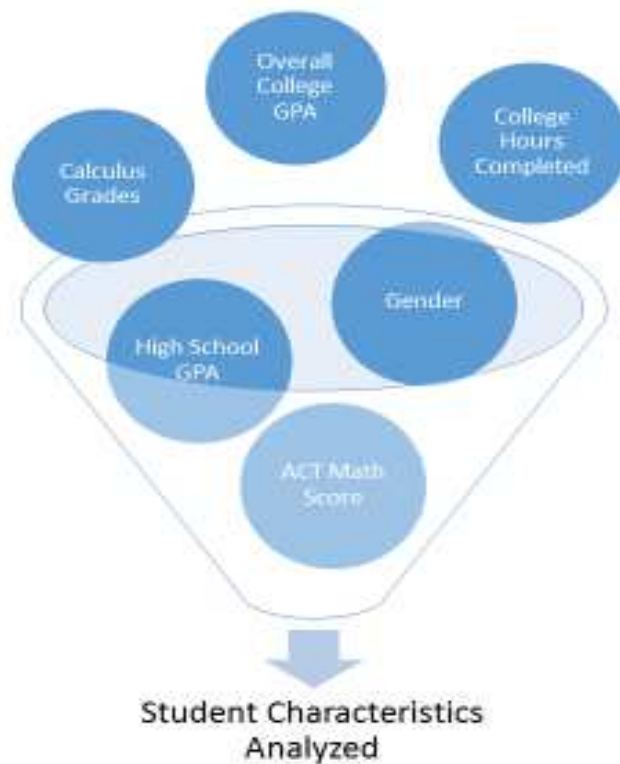 Overall
College
GPA
College
Hours
Completed
Calculus
Grades
Gender
High School
GPA
ACT Math
Score
Student Characteristics
Analyzed